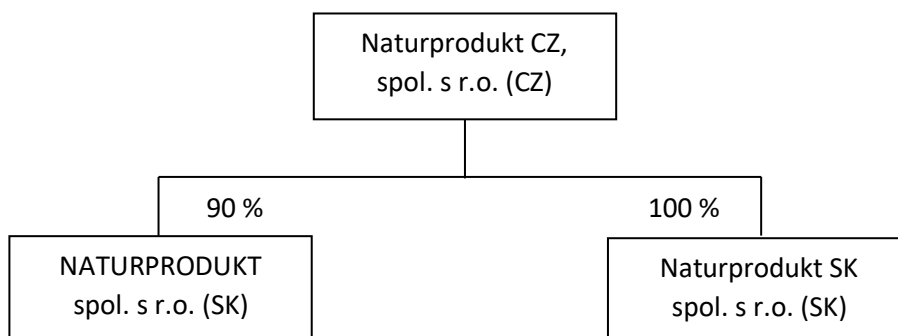 Naturprodukt CZ,
spol. s r.o. (CZ)
90 %
100 %
NATURPRODUKT
spol. s r.o. (SK)
Naturprodukt SK
spol. s r.o. (SK)